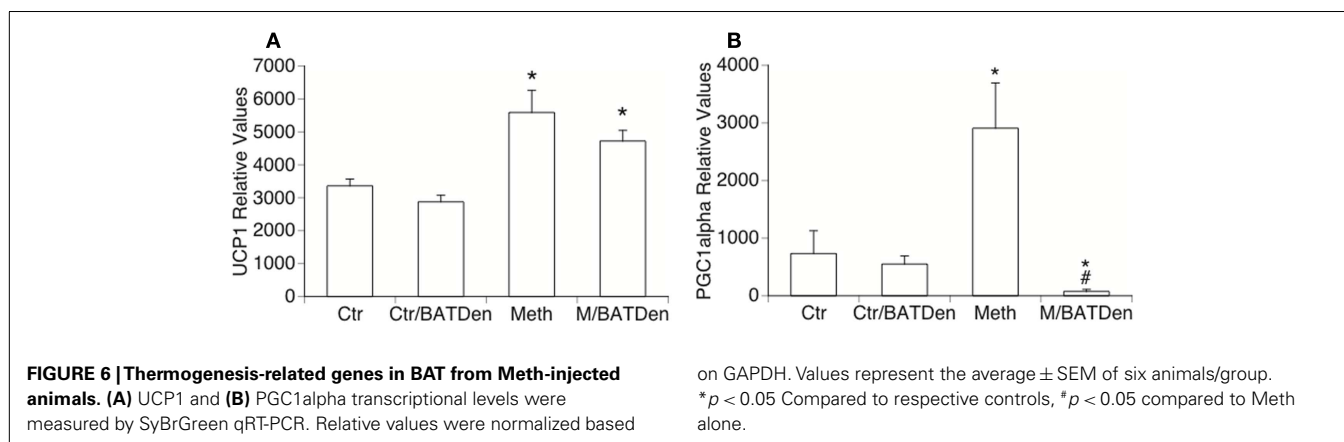 A
UCP1 Relative Values
7000
6000
5000
4000
3000
2000
1000
0
*
*
Ctr
Ctr/BATDen
Meth
M/BATDen
B
PGC1alpha Relative Values
4000
3000
2000
1000
0
*
*
#
Ctr
Ctr/BATDen
Meth
M/BATDen
FIGURE 6 | Thermogenesis-related genes in BAT from Meth-injected
animals. (A) UCP1 and (B) PGC1alpha transcriptional levels were
measured by SyBrGreen qRT-PCR. Relative values were normalized based
on GAPDH. Values represent the average ± SEM of six animals/group.
*p < 0.05 Compared to respective controls, #p < 0.05 compared to Meth
alone.